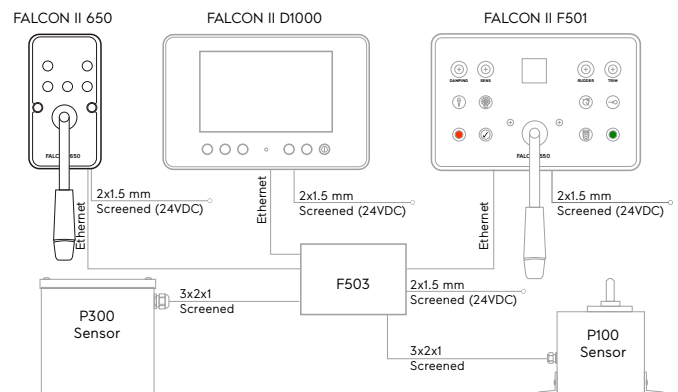 FALCON II 650
FALCON II D1000
FALCON II F501
DAMPING
SENS
RUDDER
TRIM
FALCON 650
FALCON 650
Ethernet
2x1.5 mm
Screened (24VDC)
Ethernet
2x1.5 mm
Screened (24VDC)
Ethernet
2x1.5 mm
Screened (24VDC)
F503
2x1.5 mm
Screened (24VDC)
P300
Sensor
3x2x1
Screened
3x2x1
Screened
P100
Sensor